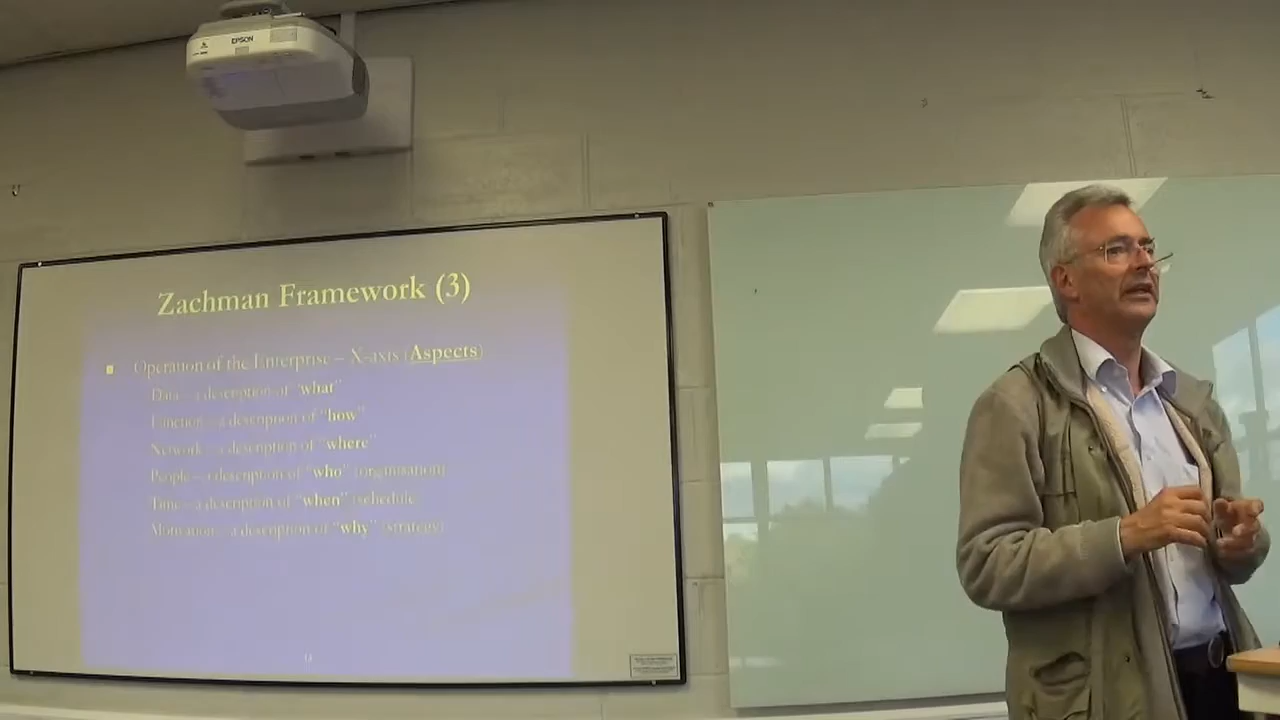 EPSON
Zachman Framework (3)
Operation of the Enterprise – X-axis (Aspects)
Data – a description of "what"
Function – a description of "how"
Network – a description of "where"
People – a description of "who" (organisation)
Time – a description of "when" (schedule)
Motivation – a description of "why" (strategy)